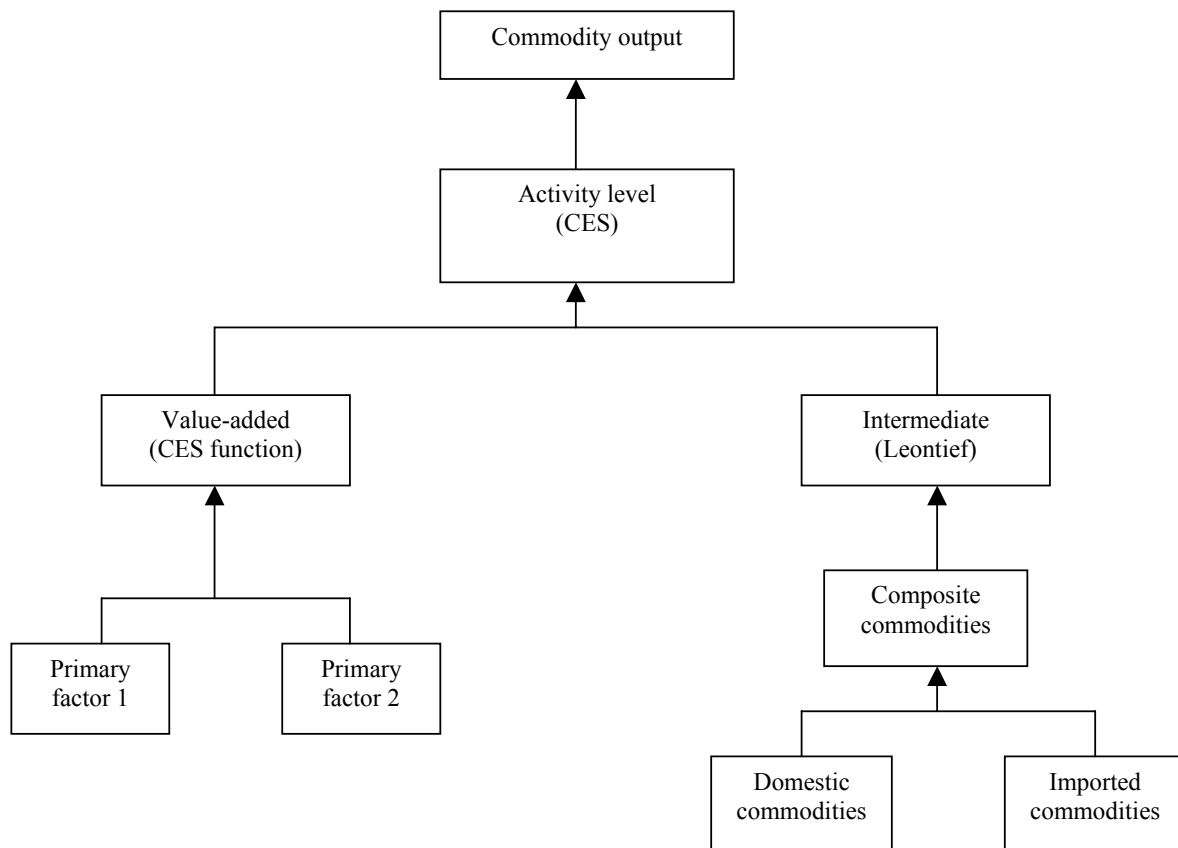 Commodity output
Activity level
(CES)
Value-added
(CES function)
Intermediate
(Leontief)
Composite
commodities
Primary
factor 1
Primary
factor 2
Domestic
commodities
Imported
commodities